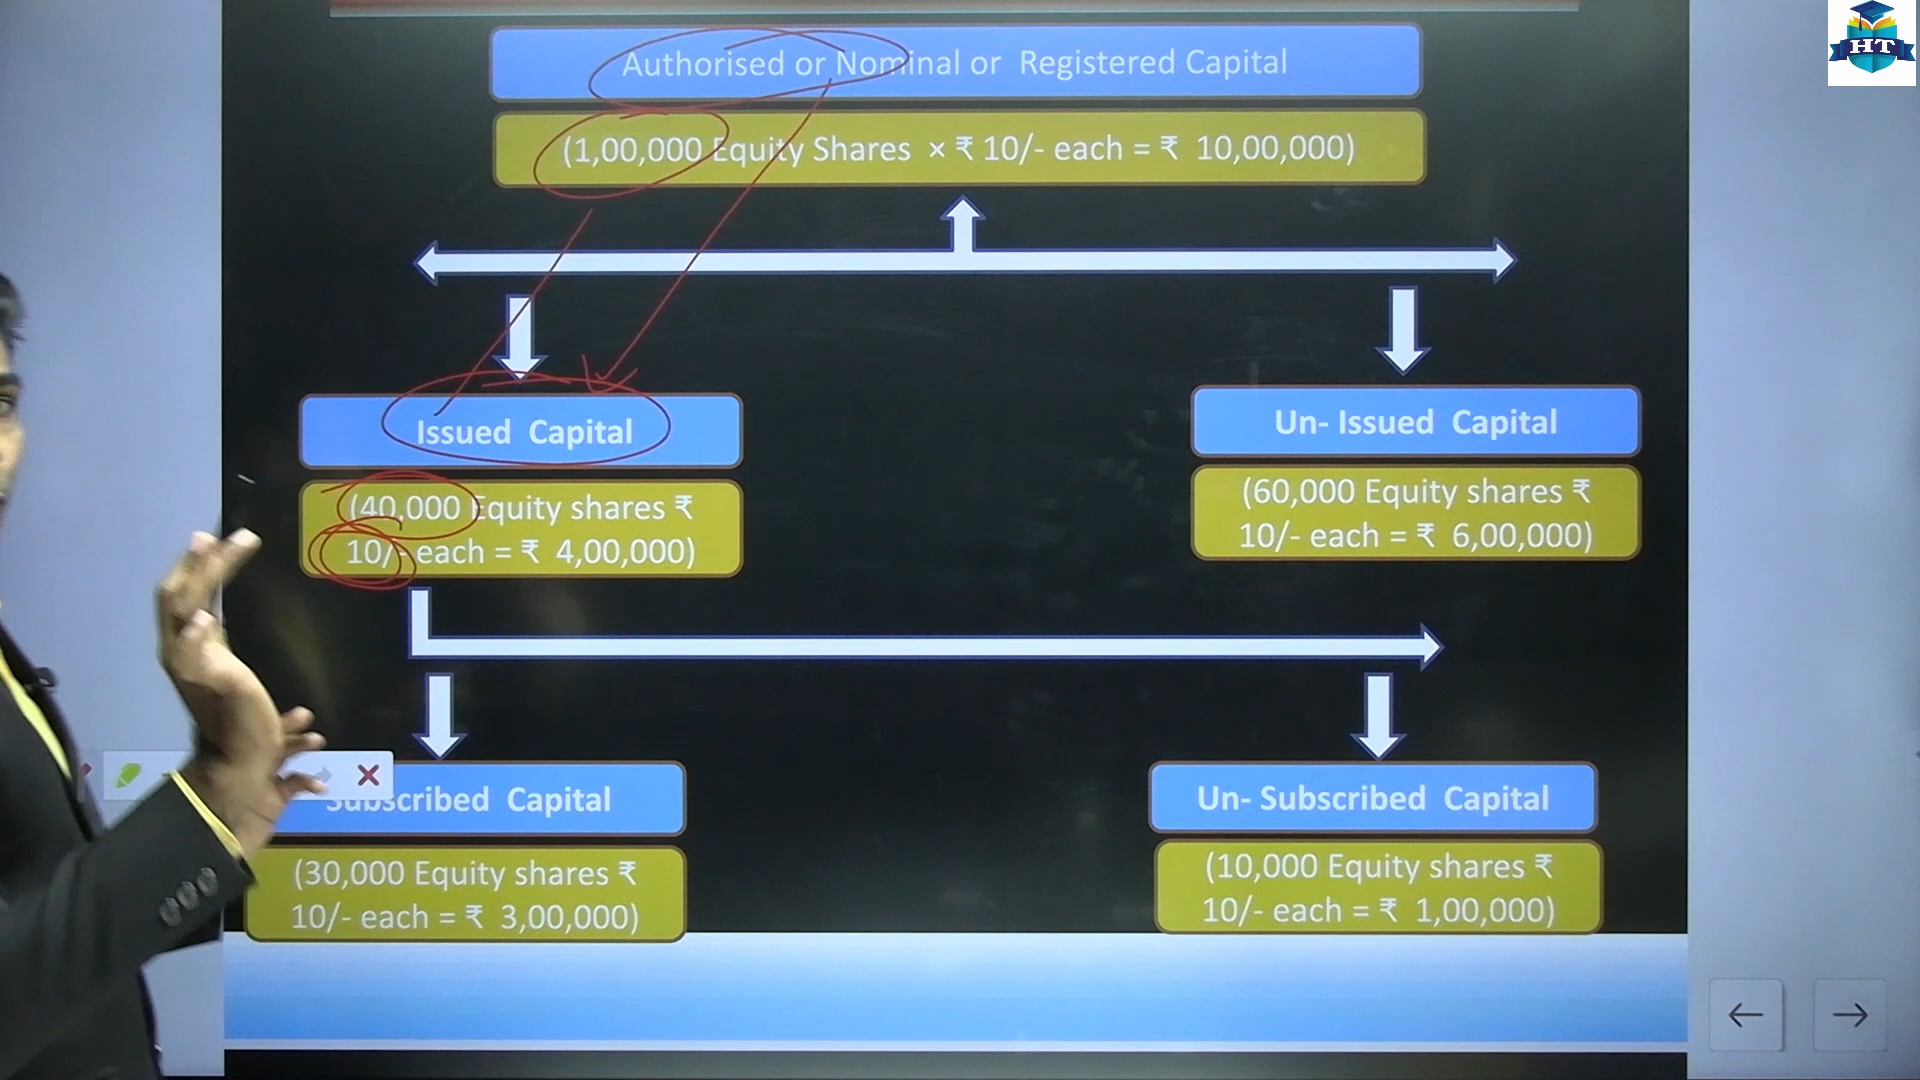 HT
Authorised or Nominal or Registered Capital
(1,00,000 Equity Shares × ₹ 10/- each = ₹ 10,00,000)
Issued Capital
(40,000 Equity shares ₹
10/- each = ₹ 4,00,000)
Un- Issued Capital
(60,000 Equity shares ₹
10/- each = ₹ 6,00,000)
Subscribed Capital
(30,000 Equity shares ₹
10/- each = ₹ 3,00,000)
Un- Subscribed Capital
(10,000 Equity shares ₹
10/- each = ₹ 1,00,000)